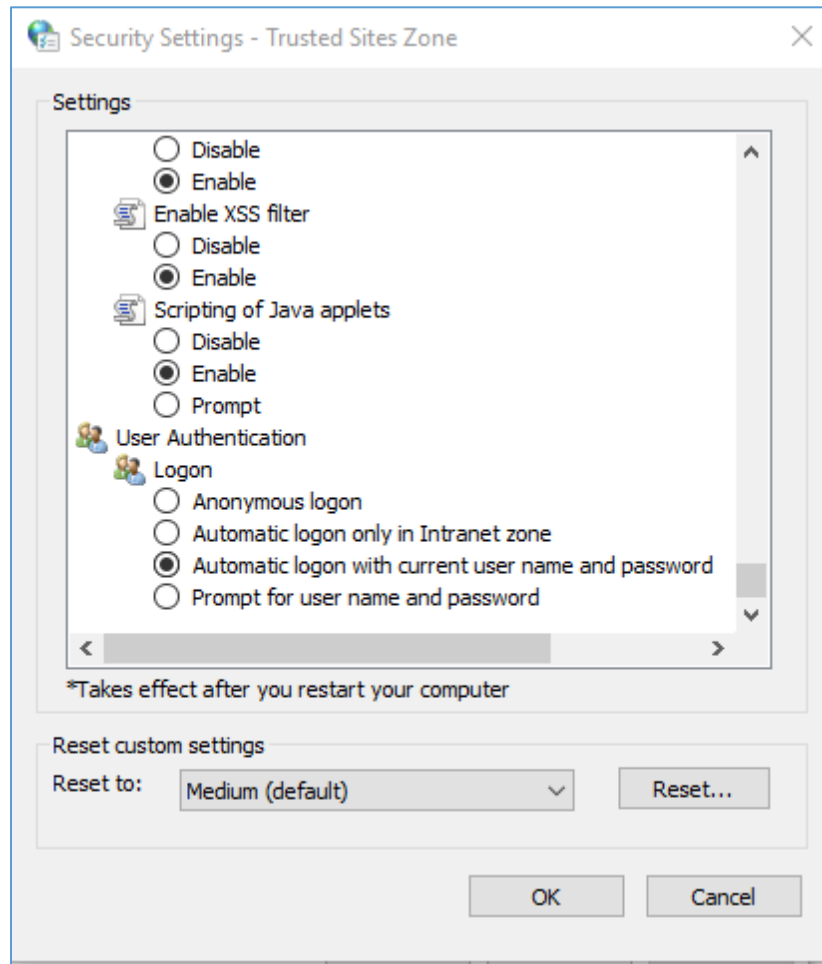 Security Settings - Trusted Sites Zone
Settings
Disable
Enable
Enable XSS filter
Disable
Enable
Scripting of Java applets
Disable
Enable
Prompt
User Authentication
Logon
Anonymous logon
Automatic logon only in Intranet zone
Automatic logon with current user name and password
Prompt for user name and password
*Takes effect after you restart your computer
Reset custom settings
Reset to: Medium (default) Reset...
OK Cancel